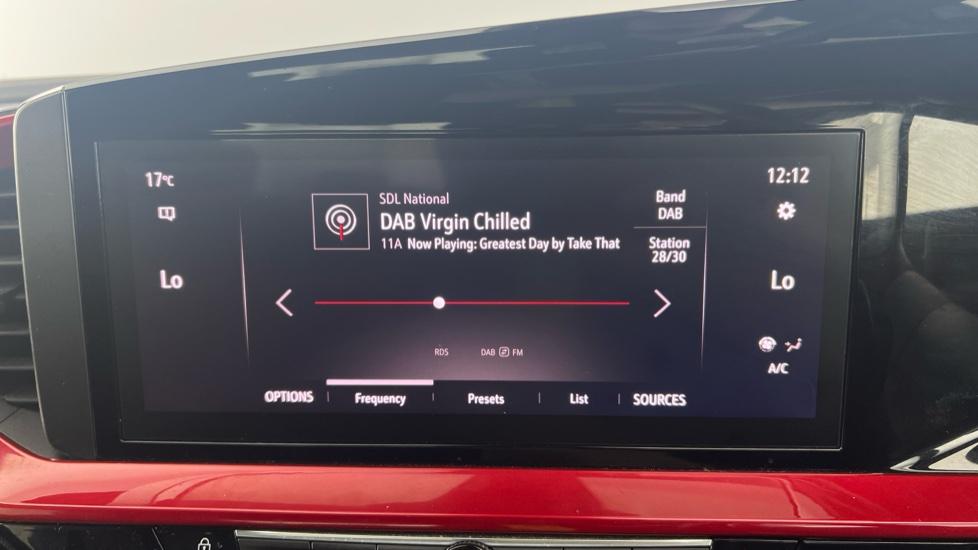 17°C
12:12
SDL National
DAB Virgin Chilled
11A Now Playing: Greatest Day by Take That
Band
DAB
Station
28/30
Lo
Lo
RDS
DAB FM
A/C
OPTIONS
Frequency
Presets
List
SOURCES